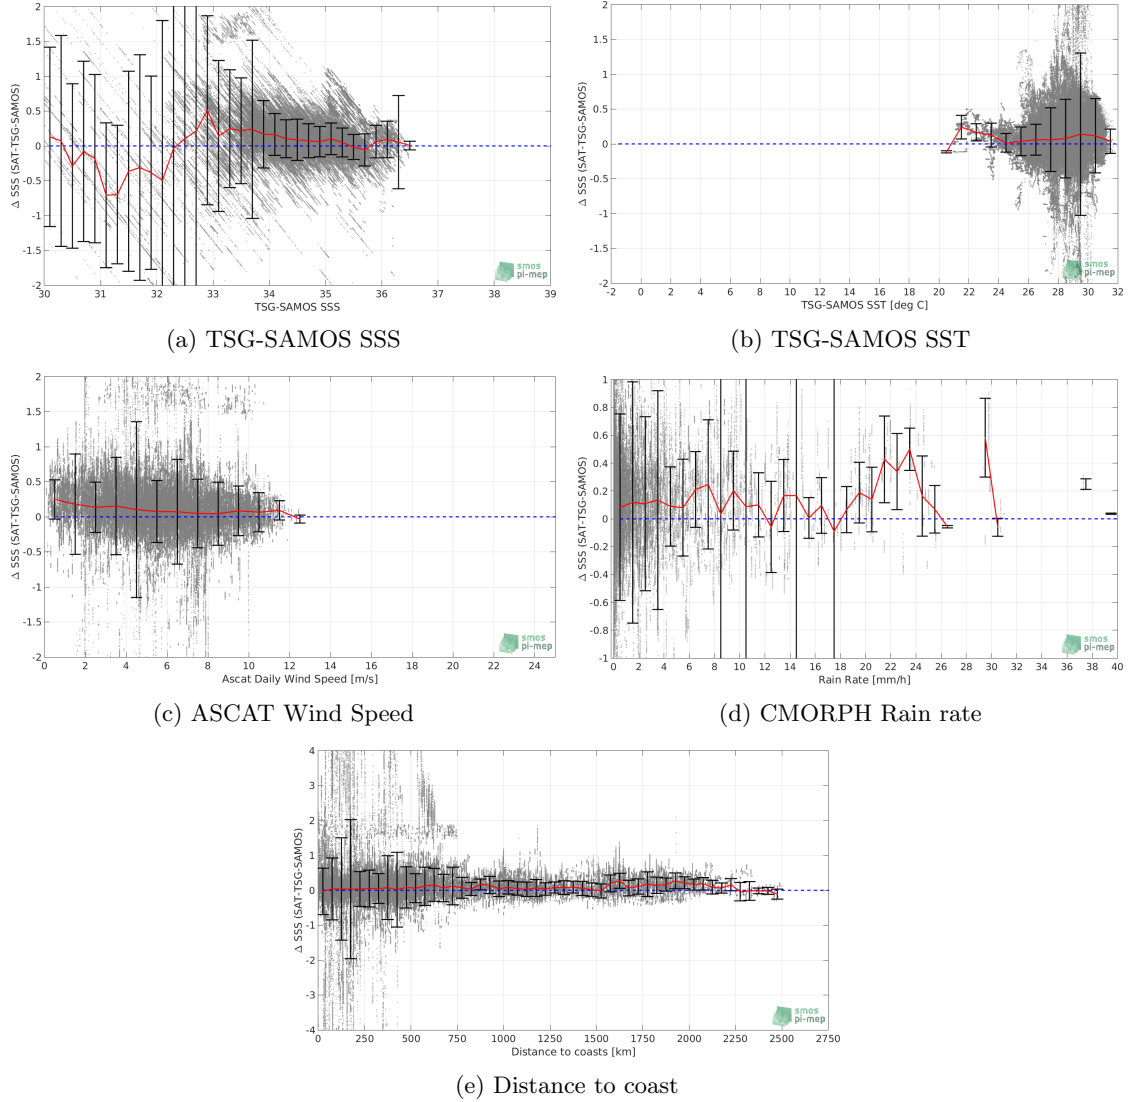 2
1.5
1
0.5
0
-0.5
-1
-1.5
-2
Δ SSS (SAT-TSG-SAMOS)
30 31 32 33 34 35 36 37 38 39
TSG-SAMOS SSS
smos
pi-mep
(a) TSG-SAMOS SSS
2
1.5
1
0.5
0
-0.5
-1
-1.5
-2
Δ SSS (SAT-TSG-SAMOS)
-2 0 2 4 6 8 10 12 14 16 18 20 22 24 26 28 30 32
TSG-SAMOS SST [deg C]
smos
pi-mep
(b) TSG-SAMOS SST
2
1.5
1
0.5
0
-0.5
-1
-1.5
-2
Δ SSS (SAT-TSG-SAMOS)
0 2 4 6 8 10 12 14 16 18 20 22 24
Ascat Daily Wind Speed [m/s]
smos
pi-mep
(c) ASCAT Wind Speed
1
0.8
0.6
0.4
0.2
0
-0.2
-0.4
-0.6
-0.8
-1
Δ SSS (SAT-TSG-SAMOS)
0 2 4 6 8 10 12 14 16 18 20 22 24 26 28 30 32 34 36 38 40
Rain Rate [mm/h]
smos
pi-mep
(d) CMORPH Rain rate
4
3
2
1
0
-1
-2
-3
-4
Δ SSS (SAT-TSG-SAMOS)
0 250 500 750 1000 1250 1500 1750 2000 2250 2500 2750
Distance to coasts [km]
smos
pi-mep
(e) Distance to coast